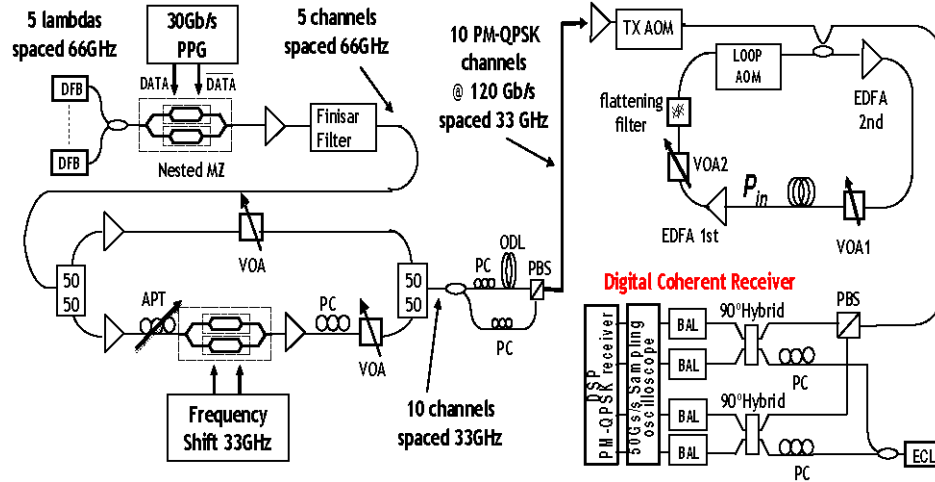 5 lambdas
spaced 66GHz
30Gb/s
PPG
5 channels
spaced 66GHz
DFB
DFB
DATA
DATA
Nested MZ
Finisar
Filter
10 PM-QPSK
channels
@ 120 Gb/s
spaced 33 GHz
TX AOM
LOOP
AOM
EDFA
2nd
flattening
filter
VOA2
EDFA 1st
Pin
VOA1
50
50
VOA
50
50
APT
PC
VOA
Frequency
Shift 33GHz
10 channels
spaced 33GHz
PC
ODL
PBS
PC
Digital Coherent Receiver
DSP
PM-QPSK receiver
50Gs/s Sampling
oscilloscope
BAL
BAL
BAL
BAL
90°Hybrid
PBS
PC
90°Hybrid
PC
ECL